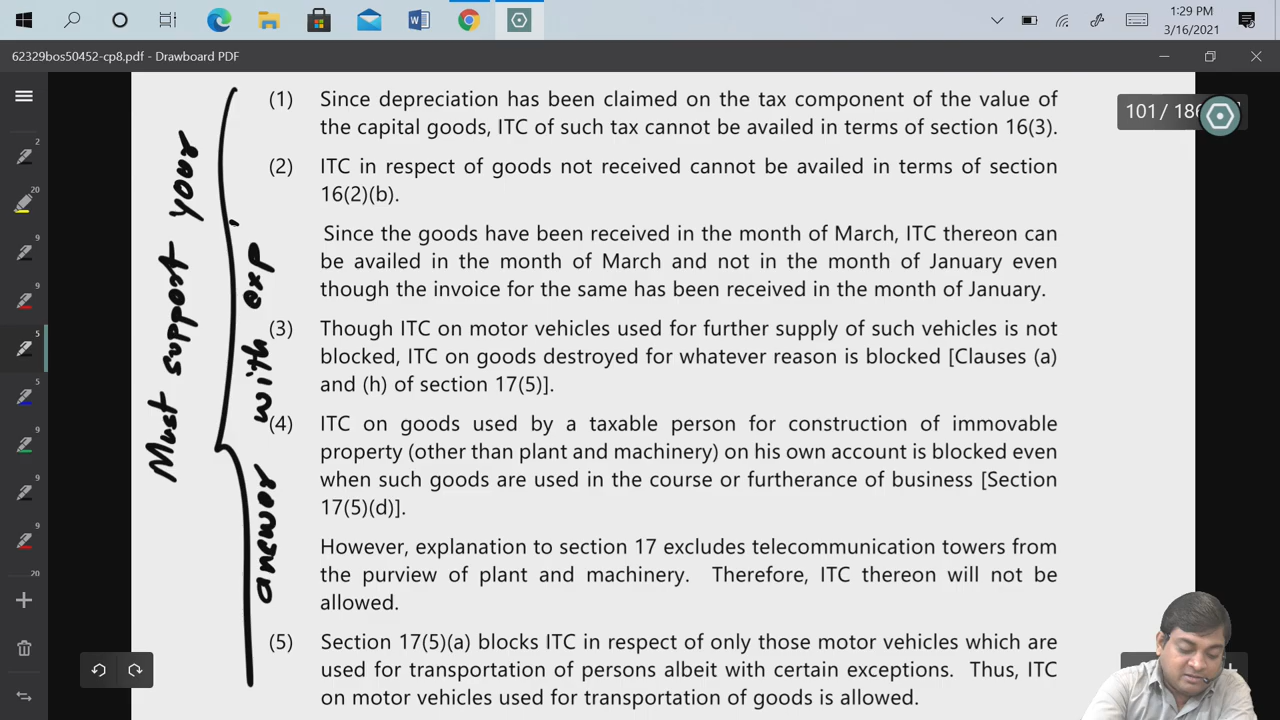 1:29 PM
3/16/2021
62329bos50452-cp8.pdf - Drawboard PDF
101 / 186
(1) Since depreciation has been claimed on the tax component of the value of
the capital goods, ITC of such tax cannot be availed in terms of section 16(3).
(2) ITC in respect of goods not received cannot be availed in terms of section
16(2)(b).
Since the goods have been received in the month of March, ITC thereon can
be availed in the month of March and not in the month of January even
though the invoice for the same has been received in the month of January.
(3) Though ITC on motor vehicles used for further supply of such vehicles is not
blocked, ITC on goods destroyed for whatever reason is blocked [Clauses (a)
and (h) of section 17(5)].
(4) ITC on goods used by a taxable person for construction of immovable
property (other than plant and machinery) on his own account is blocked even
when such goods are used in the course or furtherance of business [Section
17(5)(d)].
However, explanation to section 17 excludes telecommunication towers from
the purview of plant and machinery. Therefore, ITC thereon will not be
allowed.
(5) Section 17(5)(a) blocks ITC in respect of only those motor vehicles which are
used for transportation of persons albeit with certain exceptions. Thus, ITC
on motor vehicles used for transportation of goods is allowed.
Must support your
answer with exp
2
20
9
9
5
5
9
9
9
20